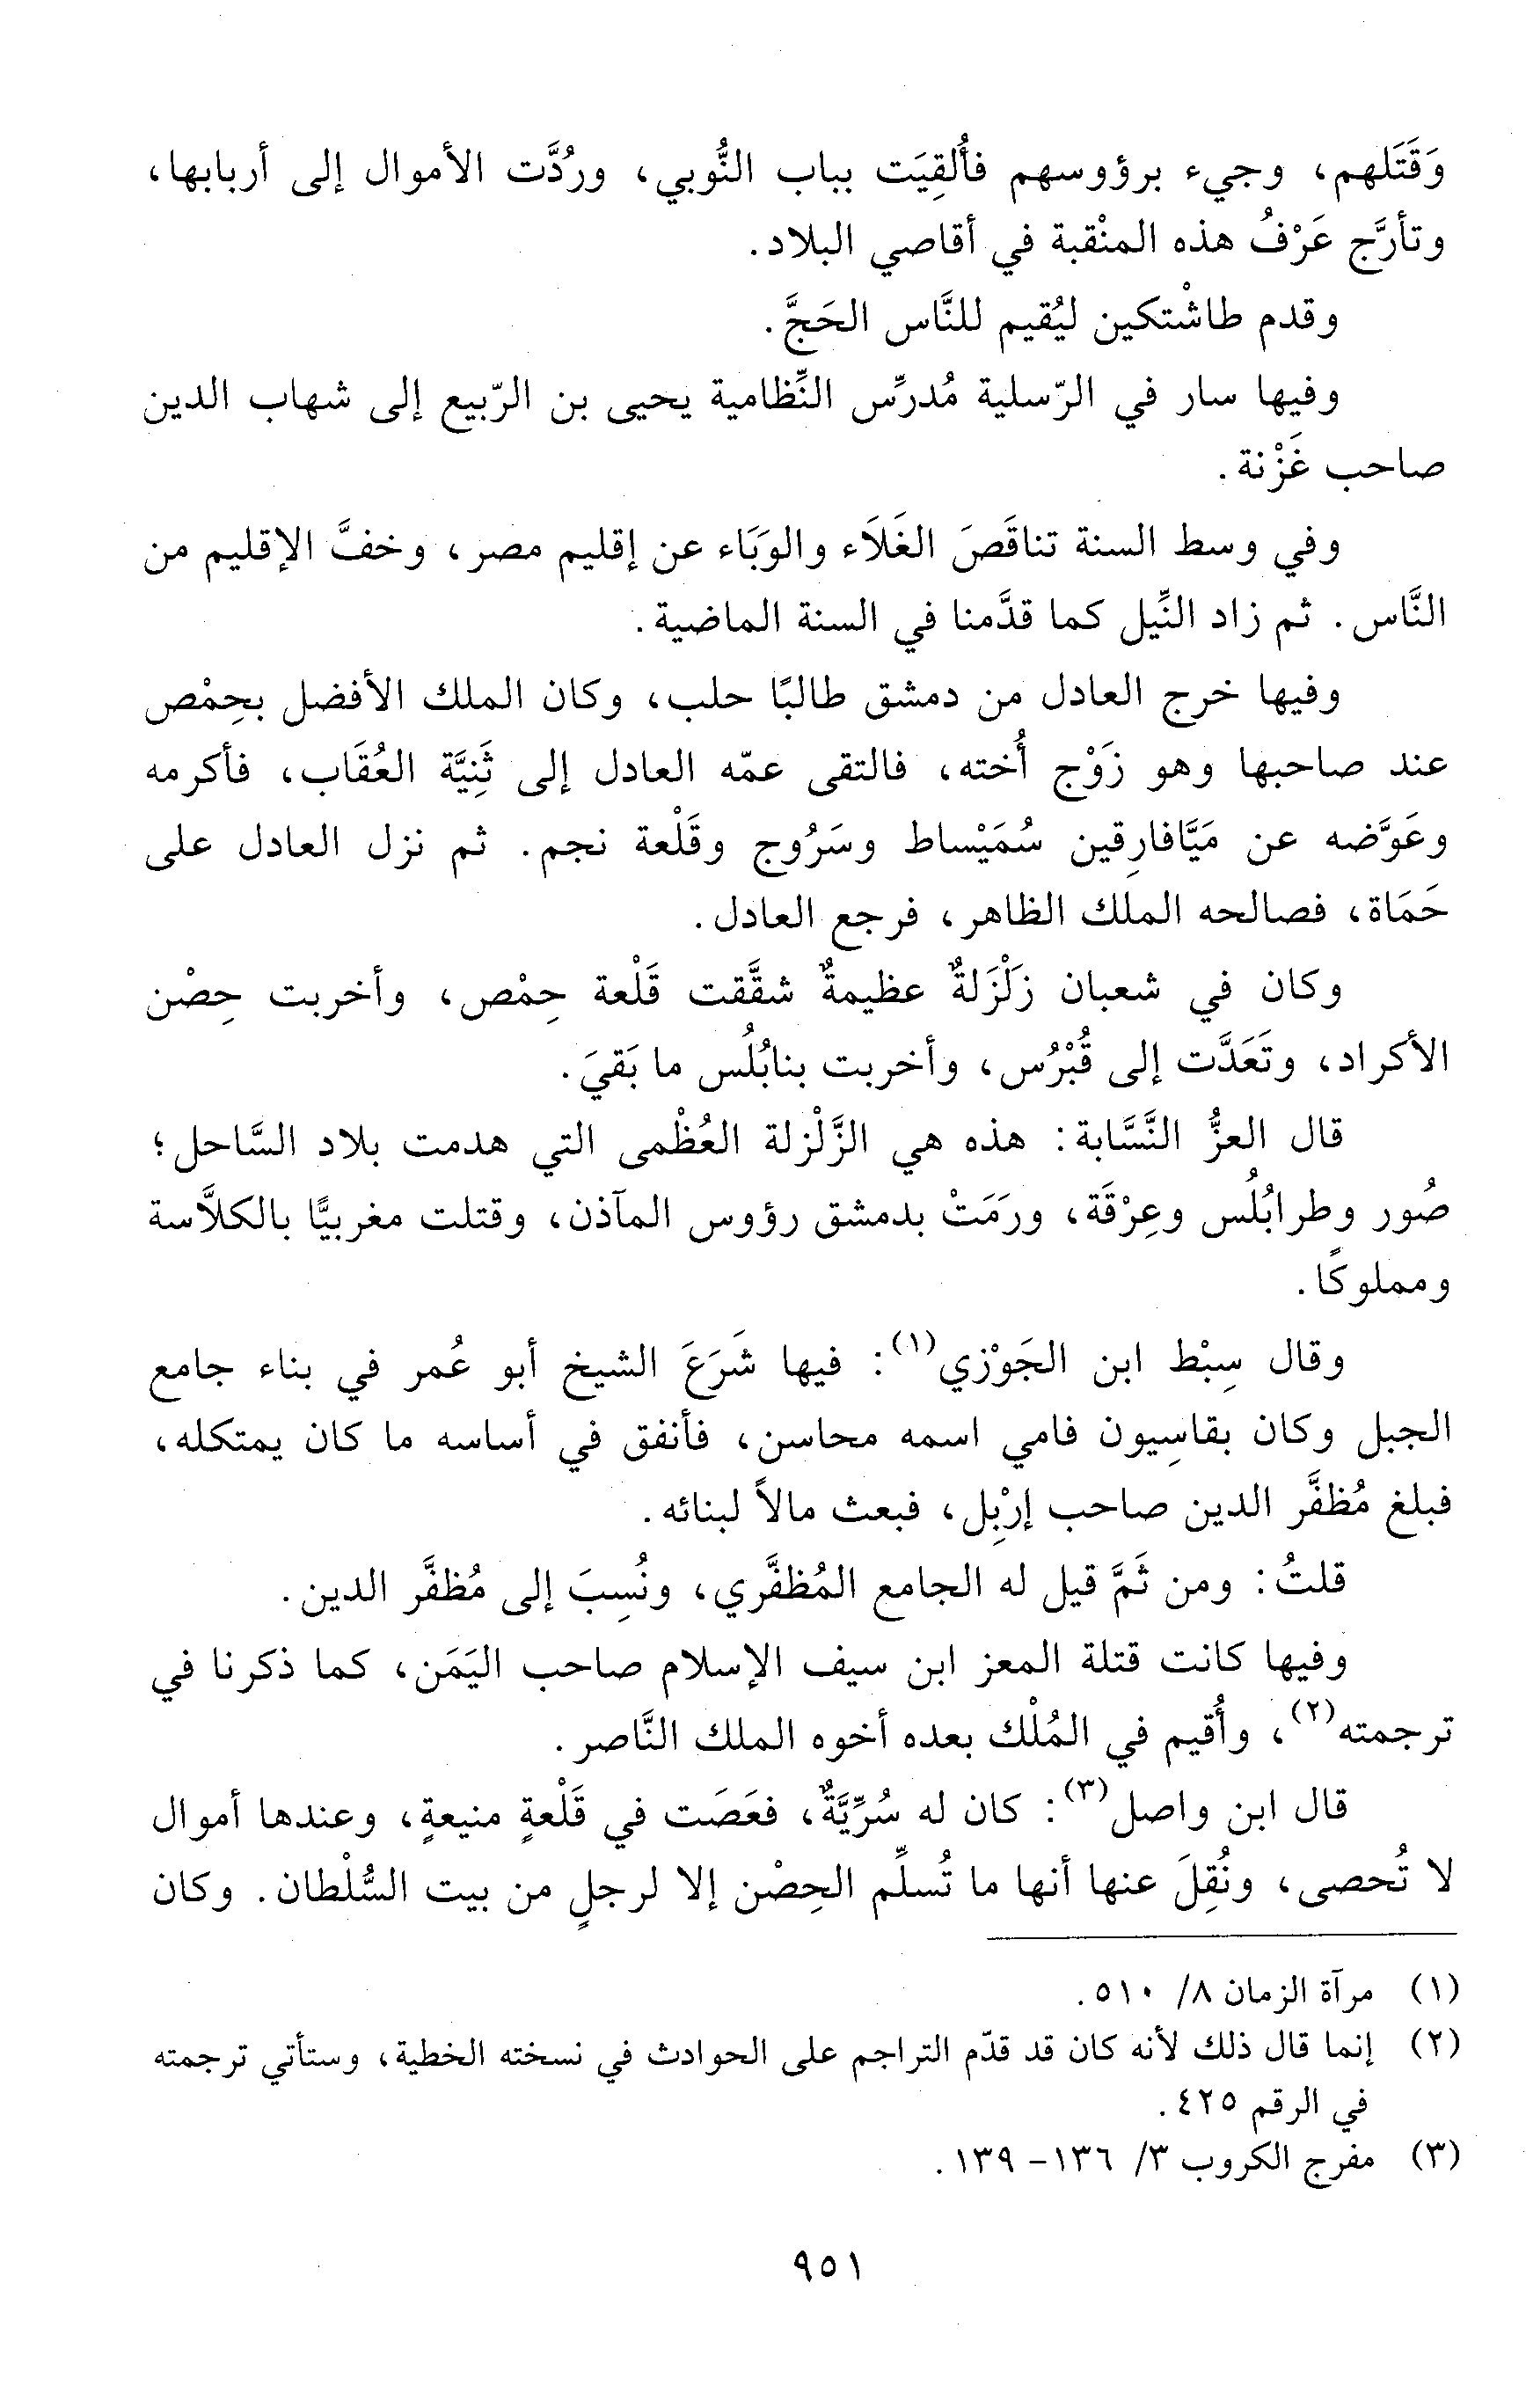 وَقَتَلهم، وجيء برؤوسهم فأُلقِيَت بباب النُّوبي، ورُدَّت الأموال إلى أربابها،
وتأرَّج عَرْفُ هذه المنْقبة في أقاصي البلاد.
وقدم طاشْتكين ليُقيم للنَّاس الحَجَّ.
وفيها سار في الرّسلية مُدرِّس النِّظامية يحيى بن الرّبيع إلى شهاب الدين
صاحب غَزْنة.
وفي وسط السنة تناقَصَ الغَلَاء والوَبَاء عن إقليم مصر، وخفَّ الإقليم من
النَّاس. ثم زاد النِّيل كما قدَّمنا في السنة الماضية.
وفيها خرج العادل من دمشق طالبًا حلب، وكان الملك الأفضل بحِمْص
عند صاحبها وهو زَوْج أُخته، فالتقى عمّه العادل إلى ثَنِيَّة العُقَاب، فأكرمه
وعَوَّضه عن مَيَّافارِقين سُمَيْساط وسَرُوج وقَلْعة نجم. ثم نزل العادل على
حَمَاة، فصالحه الملك الظاهر، فرجع العادل.
وكان في شعبان زَلْزَلةٌ عظيمةٌ شقَّقت قَلْعة حِمْص، وأخربت حِصْن
الأكراد، وتَعَدَّت إلى قُبْرُس، وأخربت بنابُلُس ما بَقيَ.
قال العزُّ النَّسَّابة: هذه هي الزَّلْزلة العُظْمى التي هدمت بلاد السَّاحل؛
صُور وطرابُلُس وعِرْقَة، ورَمَتْ بدمشق رؤوس المآذن، وقتلت مغربيًّا بالكلاَّسة
ومملوكًا.
وقال سِبْط ابن الجَوْزي(١): فيها شَرَعَ الشيخ أبو عُمر في بناء جامع
الجبل وكان بقاسِيون فامي اسمه محاسن، فأنفق في أساسه ما كان يمتكله،
فبلغ مُظفَّر الدين صاحب إرْبِل، فبعث مالاً لبنائه.
قلتُ: ومن ثَمَّ قيل له الجامع المُظفَّري، ونُسِبَ إلى مُظفَّر الدين.
وفيها كانت قتلة المعز ابن سيف الإسلام صاحب اليَمَن، كما ذكرنا في
ترجمته(٢)، وأُقيم في المُلْك بعده أخوه الملك النَّاصر.
قال ابن واصل(٣): كان له سُرِّيَّةٌ، فعَصَت في قَلْعةٍ منيعةٍ، وعندها أموال
لا تُحصى، ونُقِلَ عنها أنها ما تُسلِّم الحِصْن إلا لرجلٍ من بيت السُّلْطان. وكان
(١) مرآة الزمان ٨/ ٥١٠.
(٢) إنما قال ذلك لأنه كان قد قدّم التراجم على الحوادث في نسخته الخطية، وستأتي ترجمته
في الرقم ٤٢٥.
(٣) مفرج الكروب ٣/ ١٣٦-١٣٩.
٩٥١